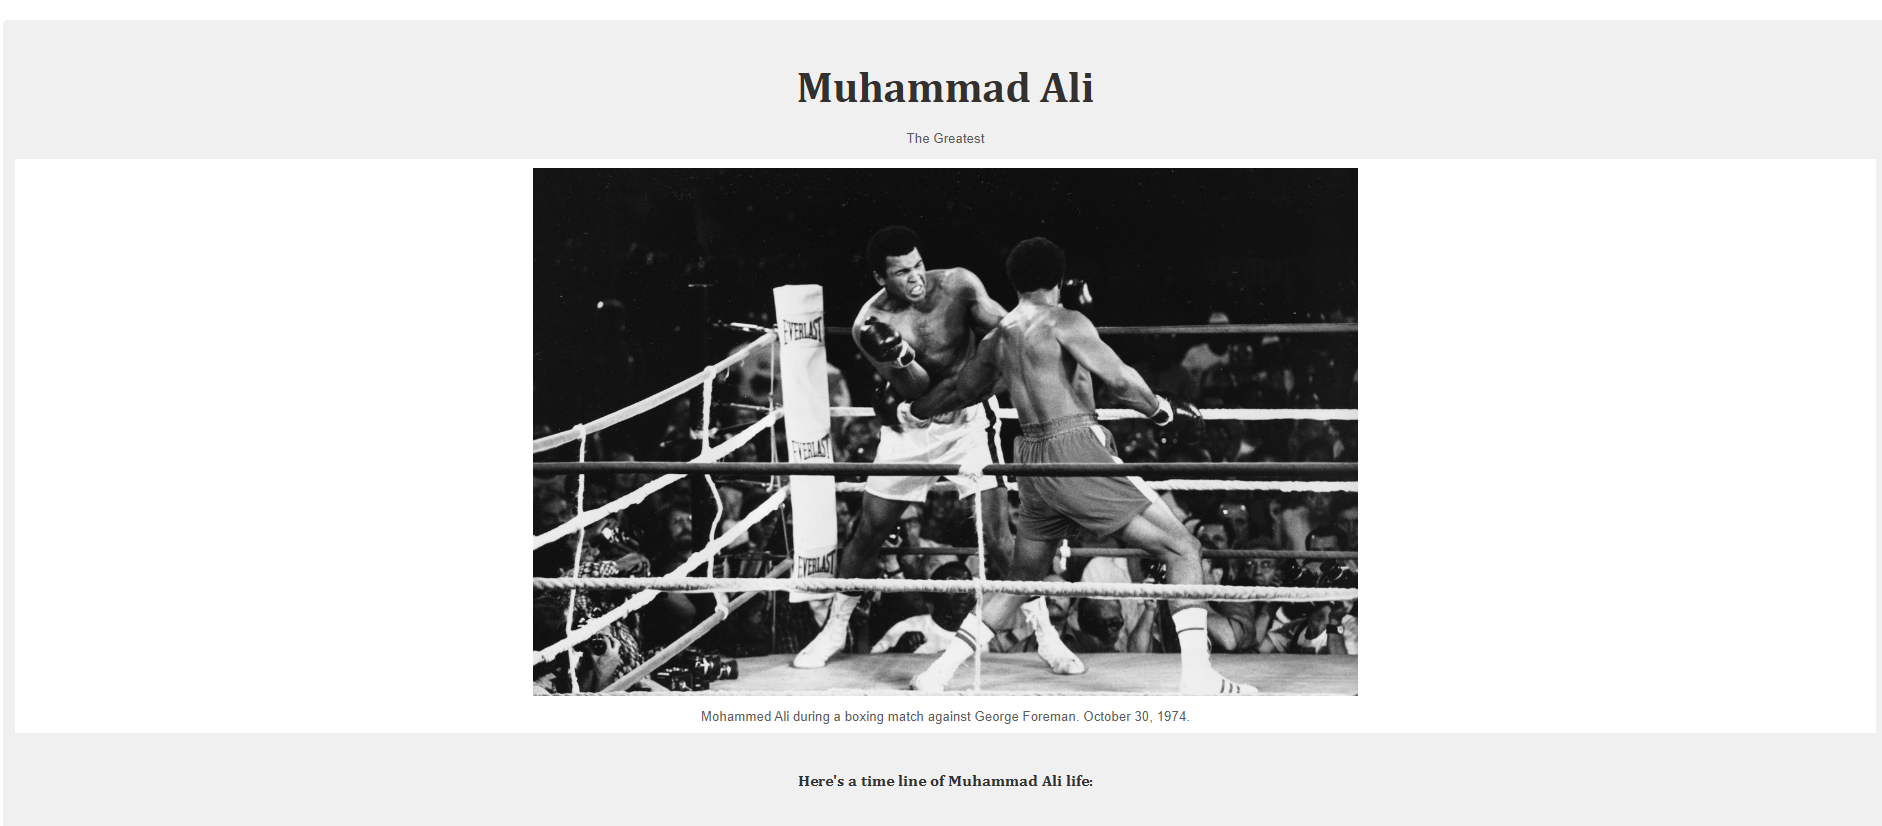 Muhammad Ali
The Greatest
EVERLAST
EVERLAST
EVERLAST
Mohammed Ali during a boxing match against George Foreman. October 30, 1974.
Here's a time line of Muhammad Ali life: